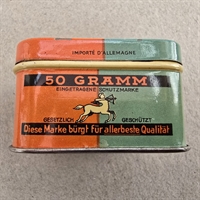 IMPORTÉ D'ALLEMAGNE
50 GRAMM
EINGETRAGENE SCHUTZMARKE
GESETZLICH GESCHÜTZT
Diese Marke bürgt für allerbeste Qualität